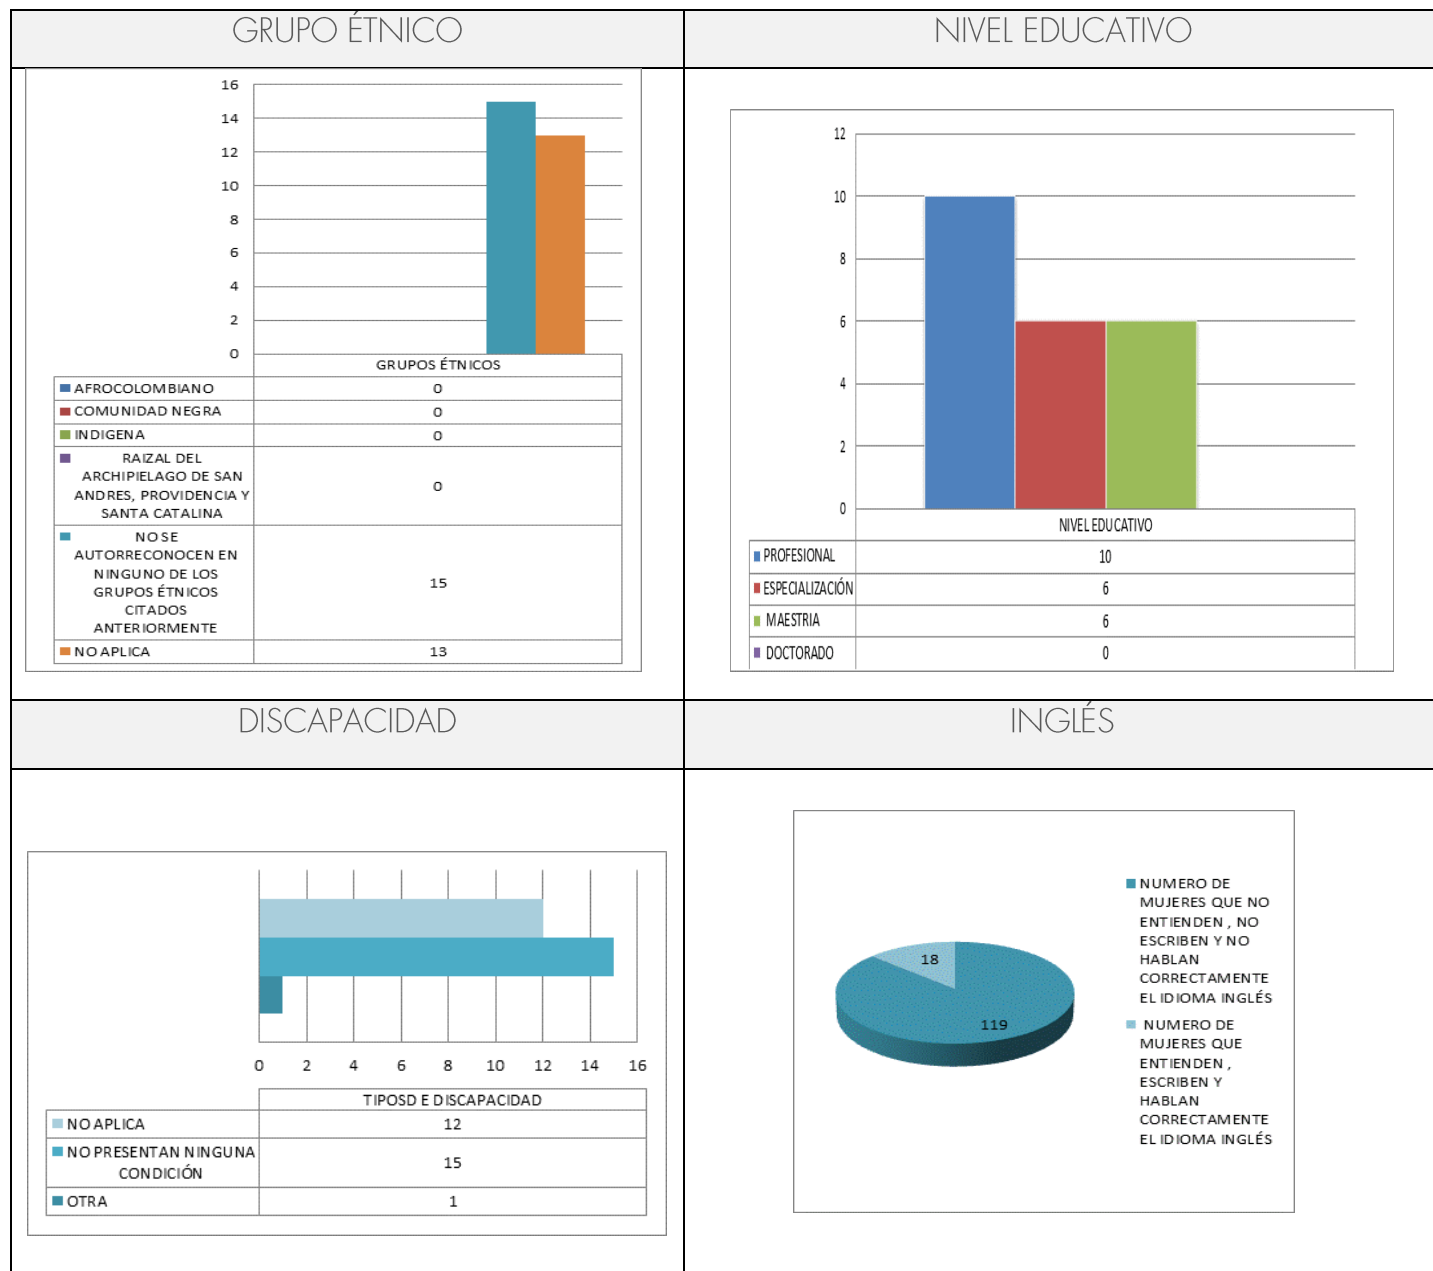 GRUPO ÉTNICO
NIVEL EDUCATIVO
16
14
12
10
8
6
4
2
0
GRUPOS ÉTNICOS
AFROCOLOMBIANO 0
COMUNIDAD NEGRA 0
INDIGENA 0
RAIZAL DEL
ARCHIPIELAGO DE SAN
ANDRES, PROVIDENCIA Y
SANTA CATALINA
0
NO SE
AUTORRECONOCEN EN
NINGUNO DE LOS
GRUPOS ÉTNICOS
CITADOS
ANTERIORMENTE
15
NO APLICA 13
12
10
8
6
4
2
0
NIVEL EDUCATIVO
PROFESIONAL 10
ESPECIALIZACIÓN 6
MAESTRIA 6
DOCTORADO 0
DISCAPACIDAD
INGLÉS
0 2 4 6 8 10 12 14 16
TIPOSD E DISCAPACIDAD
NO APLICA 12
NO PRESENTAN NINGUNA
CONDICIÓN
15
OTRA 1
18
119
NUMERO DE
MUJERES QUE NO
ENTIENDEN , NO
ESCRIBEN Y NO
HABLAN
CORRECTAMENTE
EL IDIOMA INGLÉS
NUMERO DE
MUJERES QUE
ENTIENDEN ,
ESCRIBEN Y
HABLAN
CORRECTAMENTE
EL IDIOMA INGLÉS